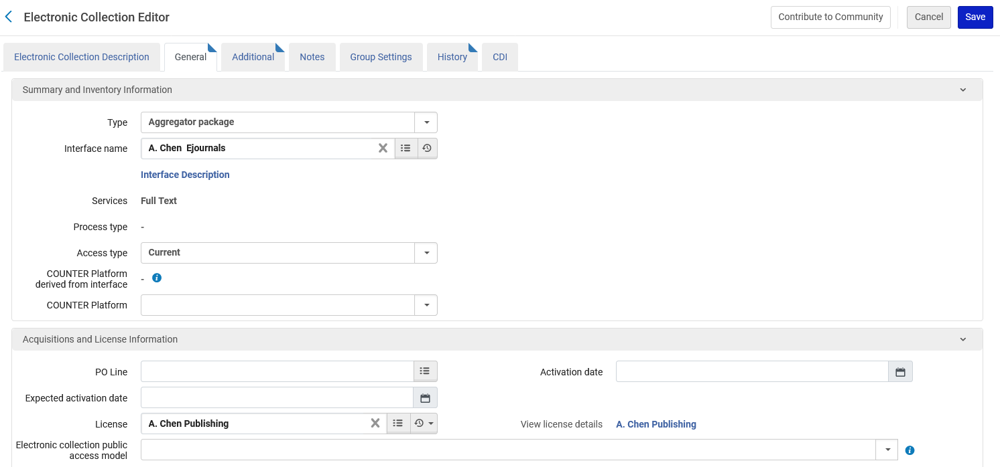 Electronic Collection Editor
Contribute to Community
Cancel
Save
Electronic Collection Description
General
Additional
Notes
Group Settings
History
CDI
Summary and Inventory Information
Type
Aggregator package
Interface name
A. Chen  Ejournals
Interface Description
Services
Full Text
Process type
-
Access type
Current
COUNTER Platform
derived from interface
-
COUNTER Platform
Acquisitions and License Information
PO Line
Activation date
Expected activation date
License
A. Chen Publishing
View license details
A. Chen Publishing
Electronic collection public
access model